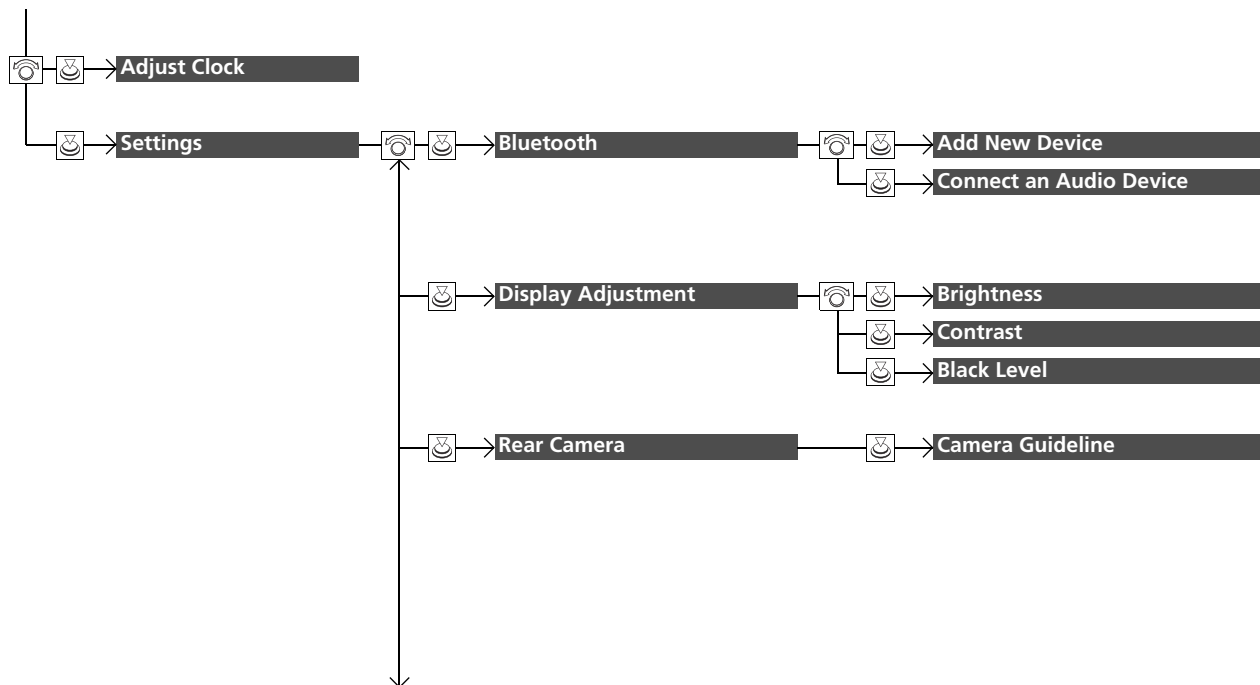 Adjust Clock
Settings
Bluetooth
Add New Device
Connect an Audio Device
Display Adjustment
Brightness
Contrast
Black Level
Rear Camera
Camera Guideline